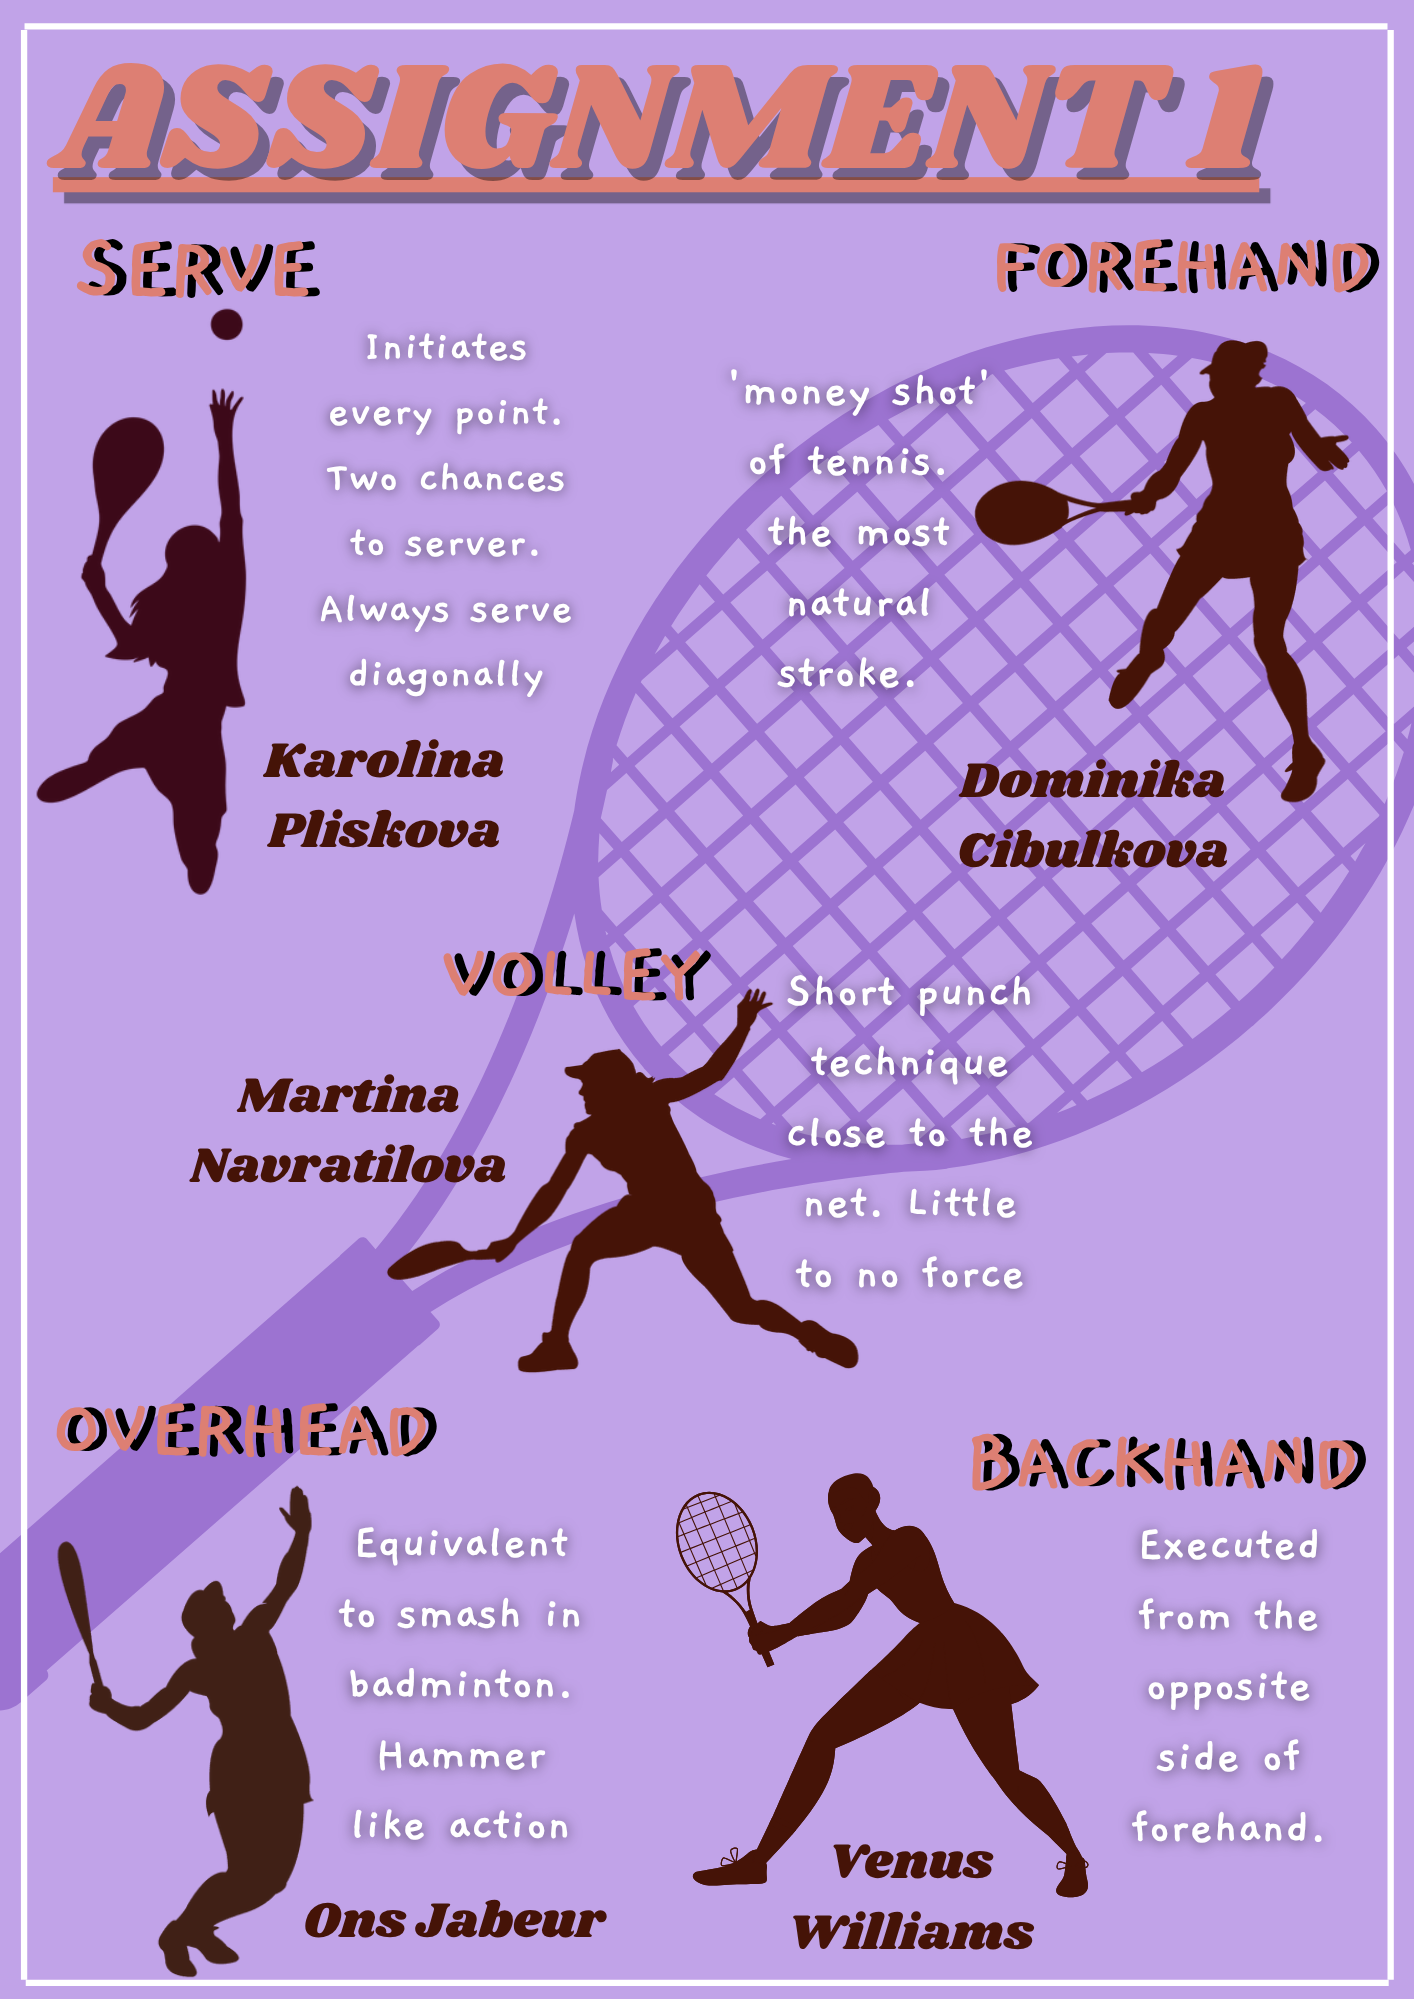 ASSIGNMENT 1
SERVE
Initiates
every point.
Two chances
to server.
Always serve
diagonally
Karolina
Pliskova
FOREHAND
'money shot'
of tennis.
the most
natural
stroke.
Dominika
Cibulkova
VOLLEY
Short punch
technique
close to the
net. Little
to no force
Martina
Navratilova
OVERHEAD
Equivalent
to smash in
badminton.
Hammer
like action
Ons Jabeur
BACKHAND
Executed
from the
opposite
side of
forehand.
Venus
Williams